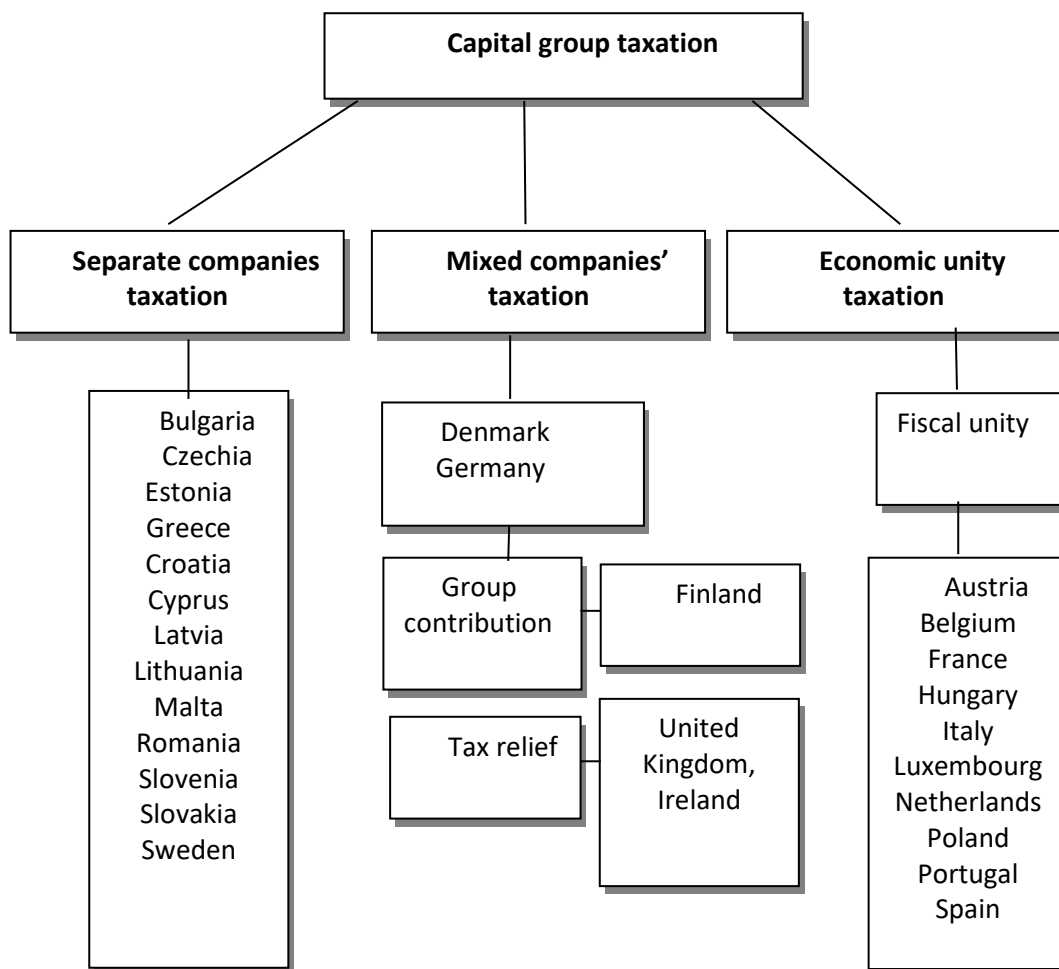 Capital group taxation
Separate companies
taxation
Mixed companies’
taxation
Economic unity
taxation
Bulgaria
Czechia
Estonia
Greece
Croatia
Cyprus
Latvia
Lithuania
Malta
Romania
Slovenia
Slovakia
Sweden
Denmark
Germany
Group
contribution
Finland
Tax relief
United
Kingdom,
Ireland
Fiscal unity
Austria
Belgium
France
Hungary
Italy
Luxembourg
Netherlands
Poland
Portugal
Spain